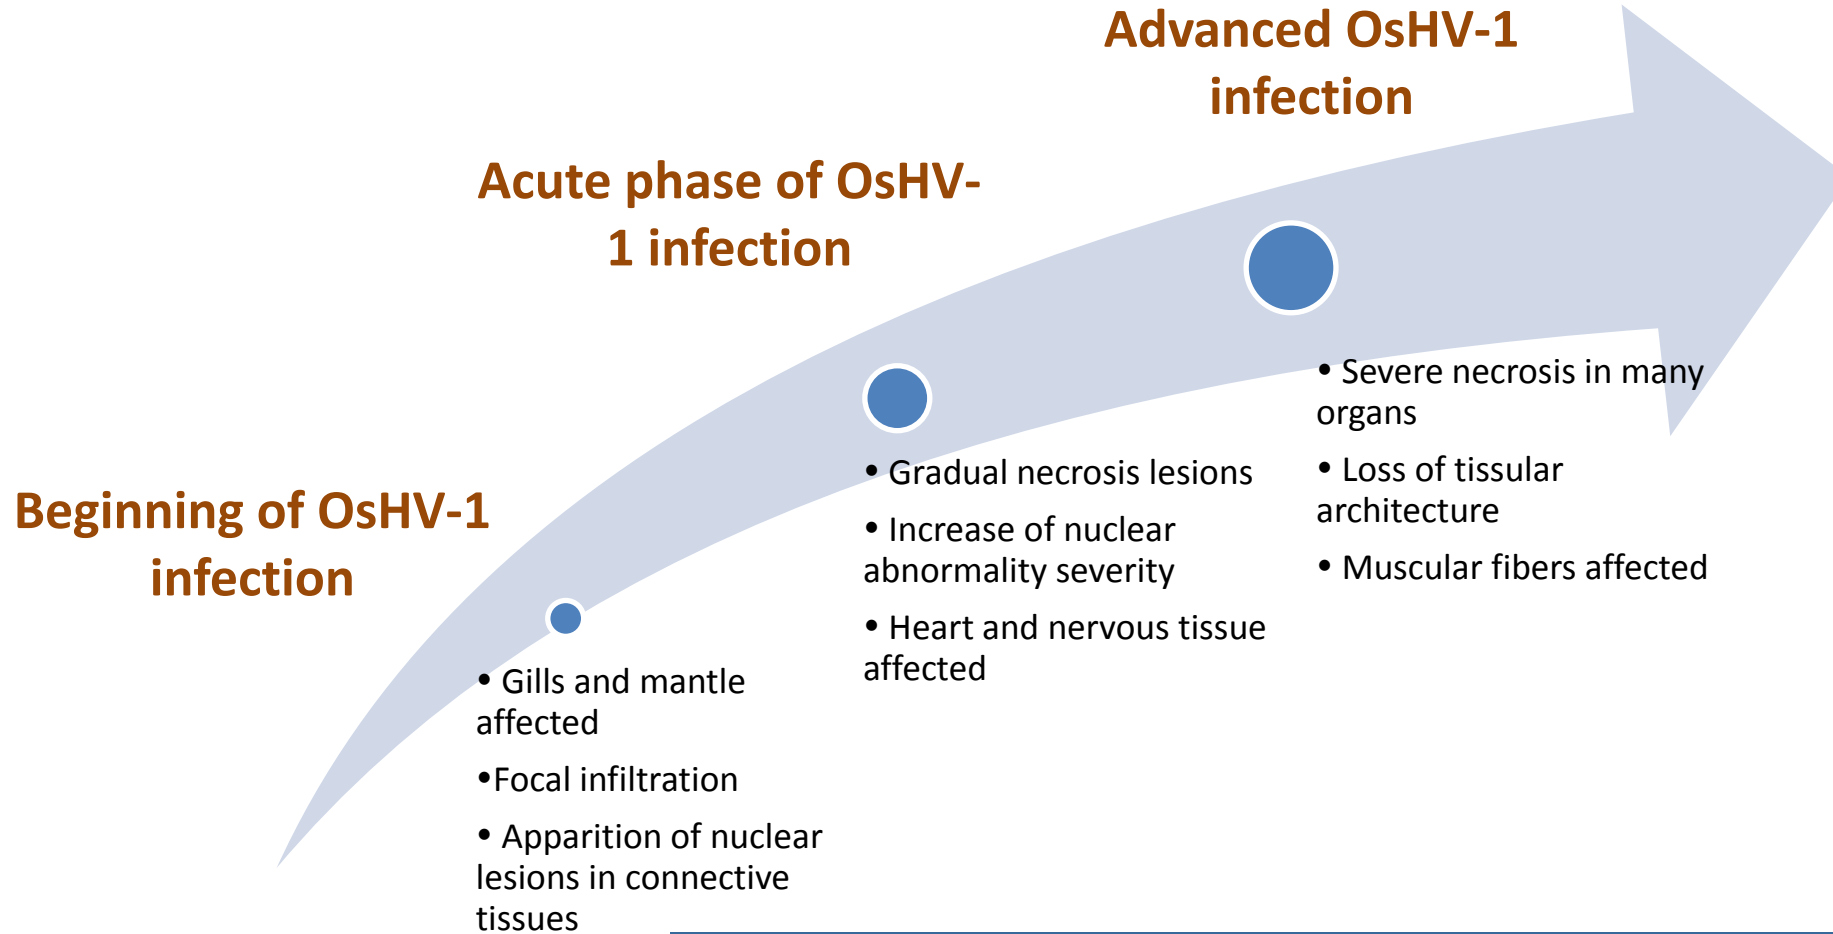 Advanced OsHV-1
infection
Acute phase of OsHV-
1 infection
Beginning of OsHV-1
infection
• Gills and mantle
affected
•Focal infiltration
• Apparition of nuclear
lesions in connective
tissues
• Gradual necrosis lesions
• Increase of nuclear
abnormality severity
• Heart and nervous tissue
affected
• Severe necrosis in many
organs
• Loss of tissular
architecture
• Muscular fibers affected